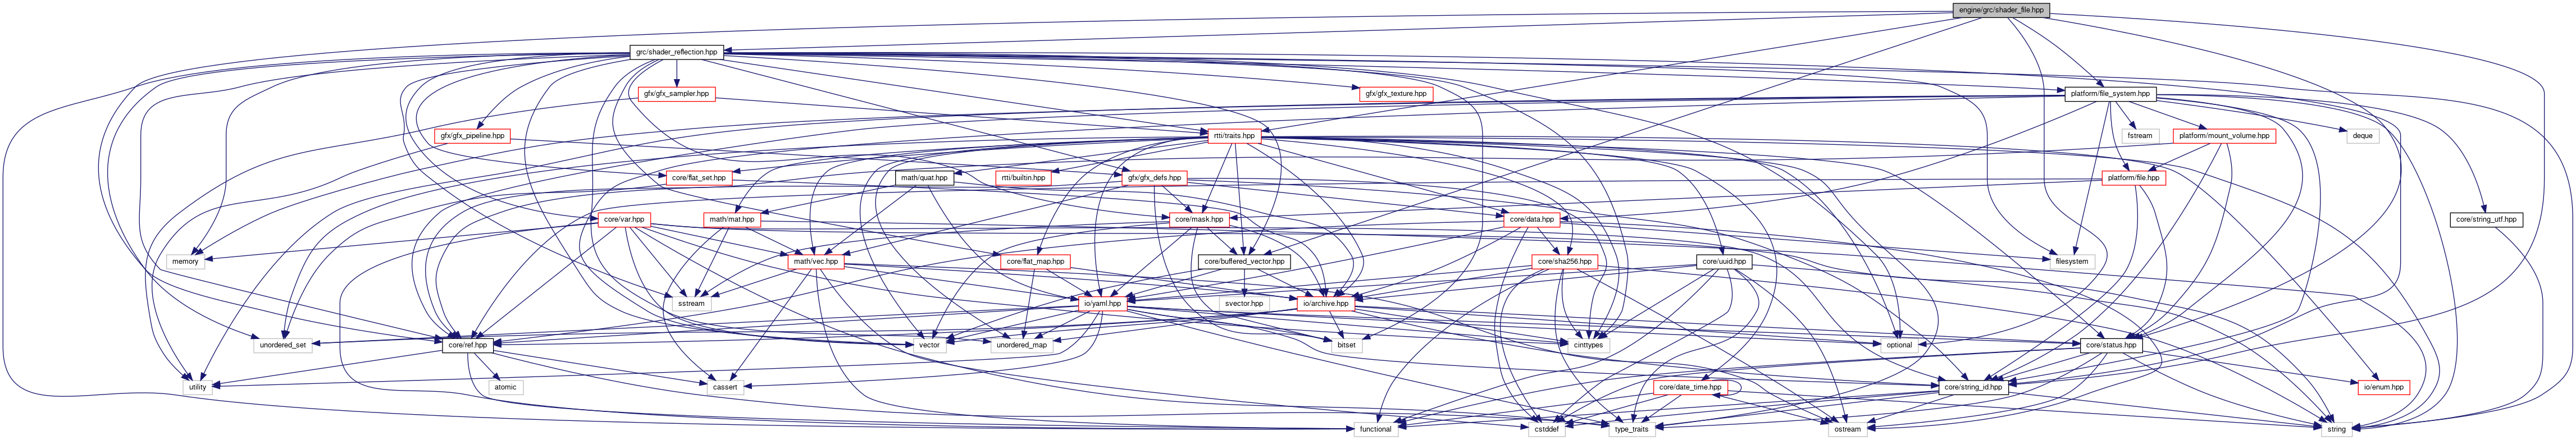 engine/grc/shader_file.hpp
grc/shader_reflection.hpp
gfx/gfx_sampler.hpp
gfx/gfx_texture.hpp
platform/file_system.hpp
gfx/gfx_pipeline.hpp
rtti/traits.hpp
fstream
platform/mount_volume.hpp
deque
core/flat_set.hpp
math/quat.hpp
rtti/builtin.hpp
gfx/gfx_defs.hpp
platform/file.hpp
core/var.hpp
math/mat.hpp
core/mask.hpp
core/data.hpp
core/string_utf.hpp
memory
math/vec.hpp
core/flat_map.hpp
core/buffered_vector.hpp
core/sha256.hpp
core/uuid.hpp
filesystem
sstream
io/yaml.hpp
svector.hpp
io/archive.hpp
unordered_set
core/ref.hpp
vector
unordered_map
bitset
cinttypes
optional
core/status.hpp
utility
atomic
cassert
core/date_time.hpp
core/string_id.hpp
io/enum.hpp
functional
cstddef
type_traits
ostream
string